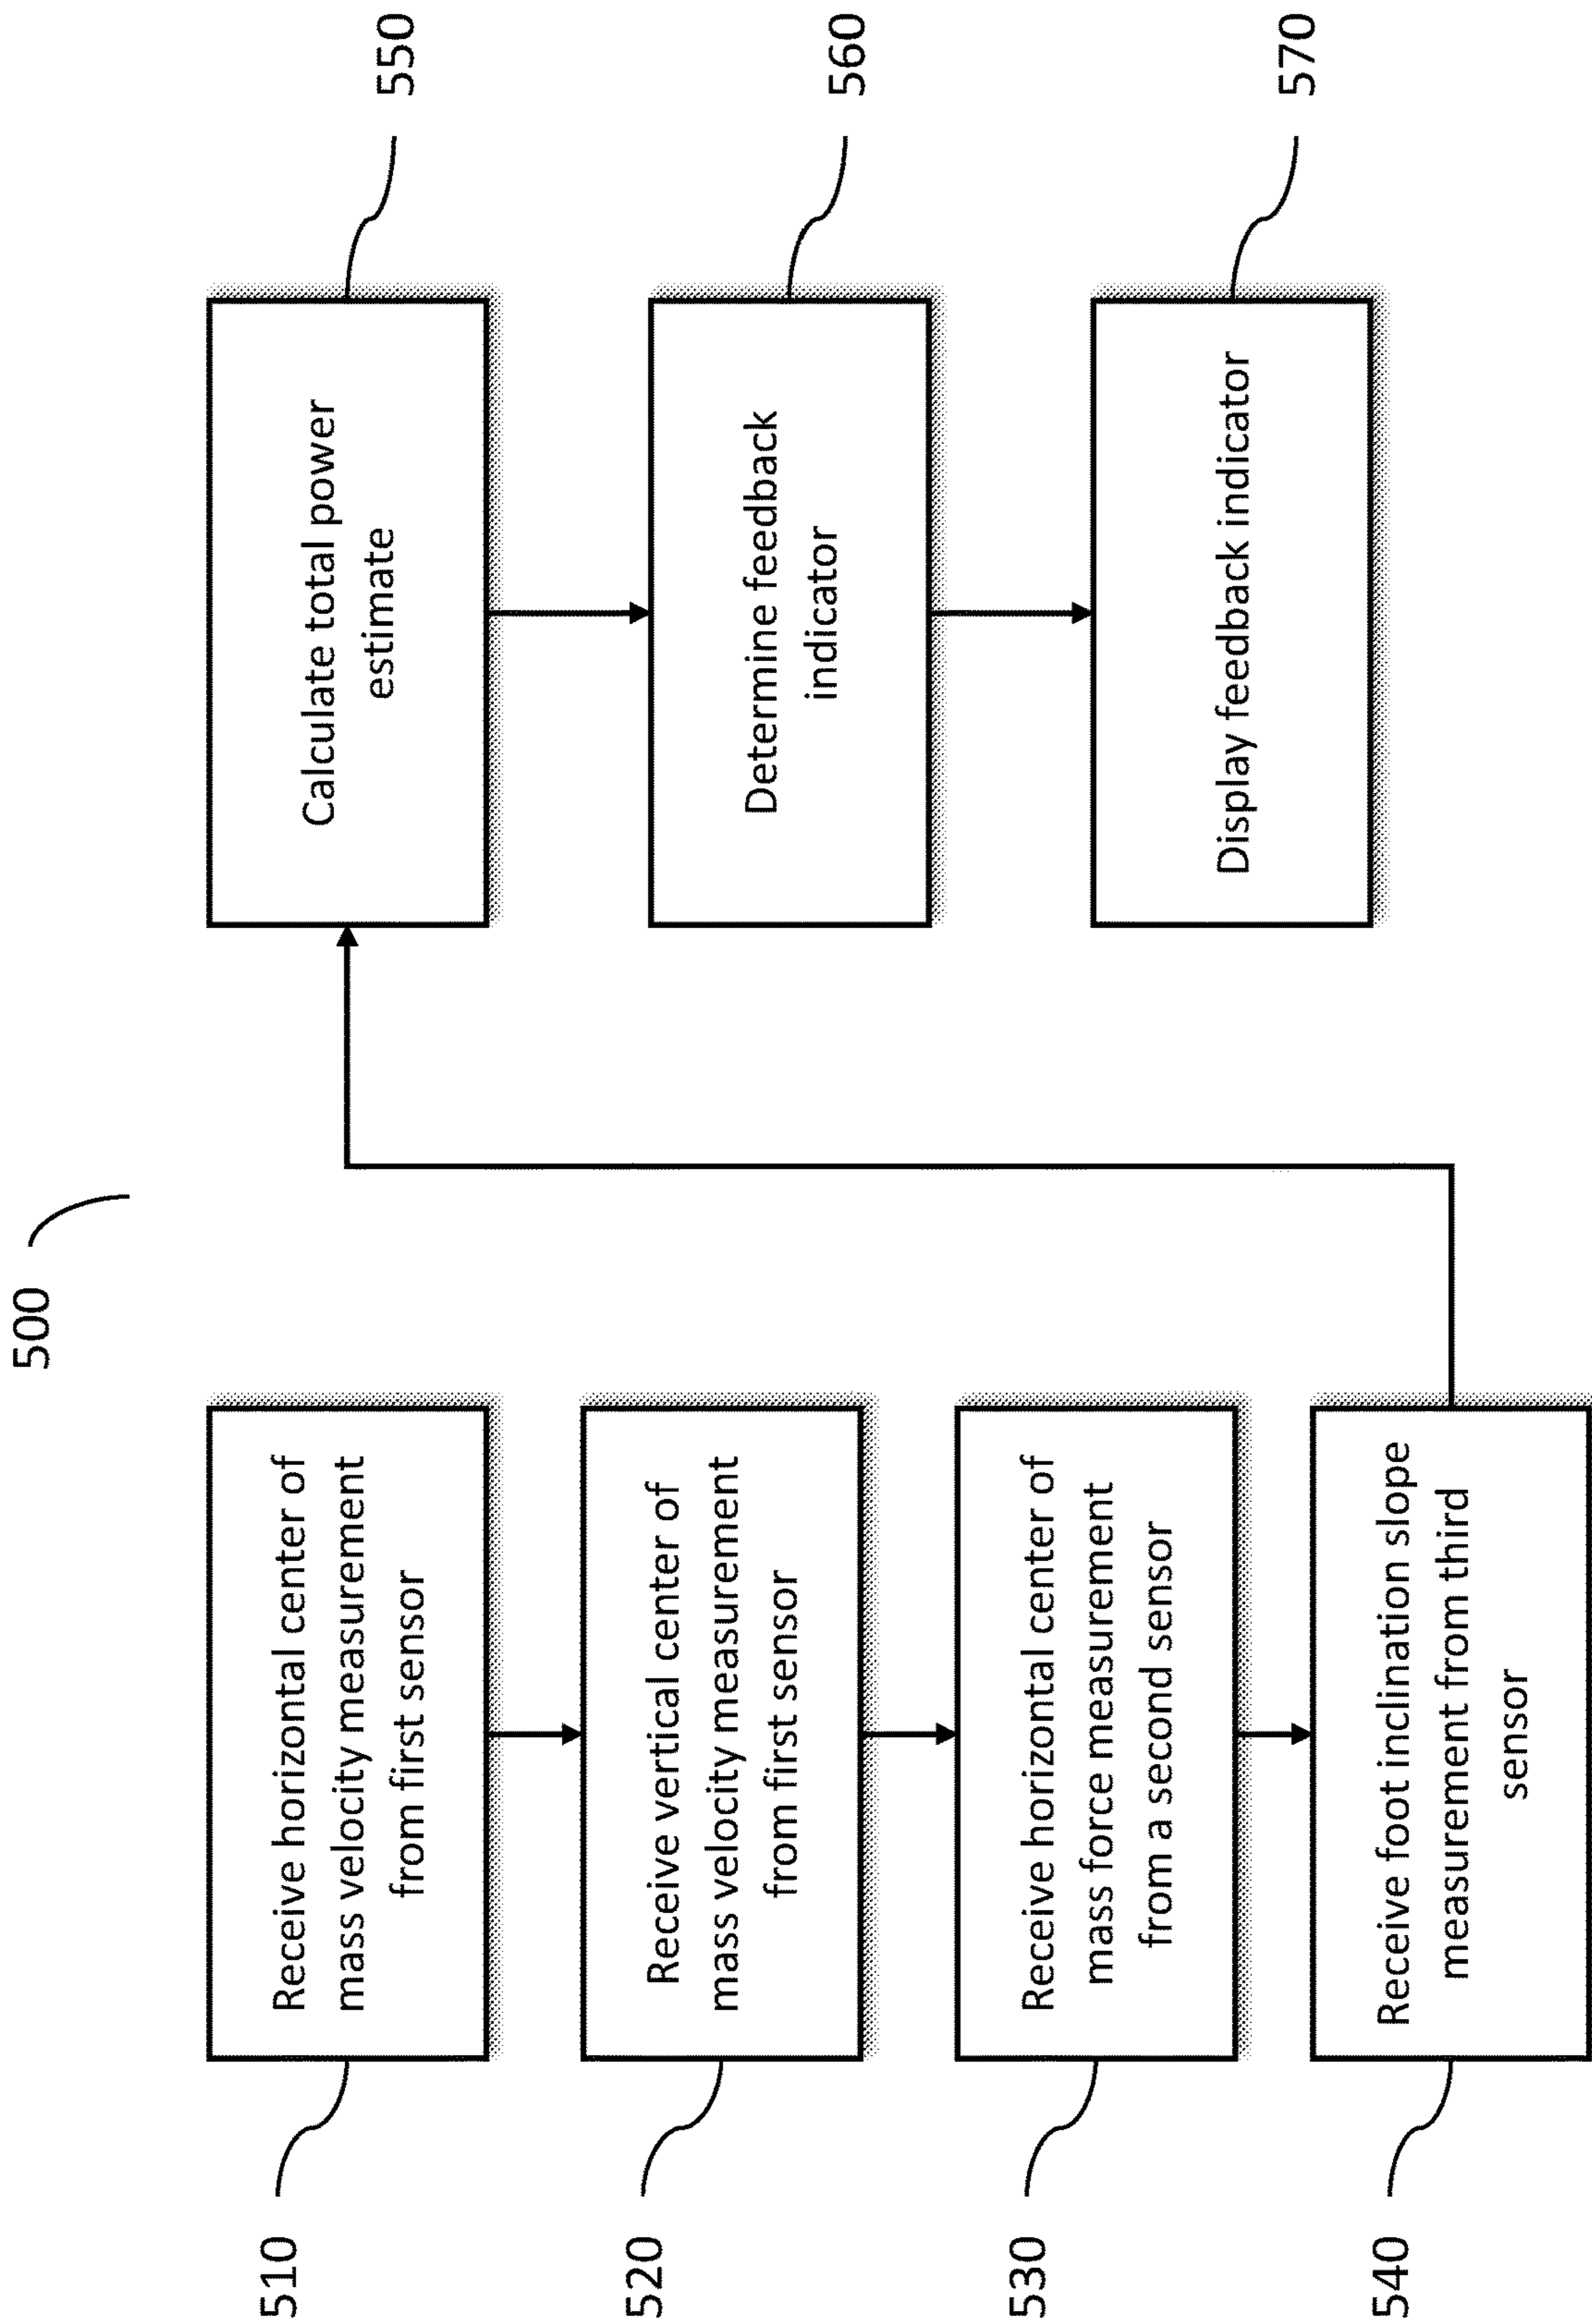 500
510
Receive horizontal center of
mass velocity measurement
from first sensor
520
Receive vertical center of
mass velocity measurement
from first sensor
530
Receive horizontal center of
mass force measurement
from a second sensor
540
Receive foot inclination slope
measurement from third
sensor
Calculate total power
estimate
550
Determine feedback
indicator
560
Display feedback indicator
570